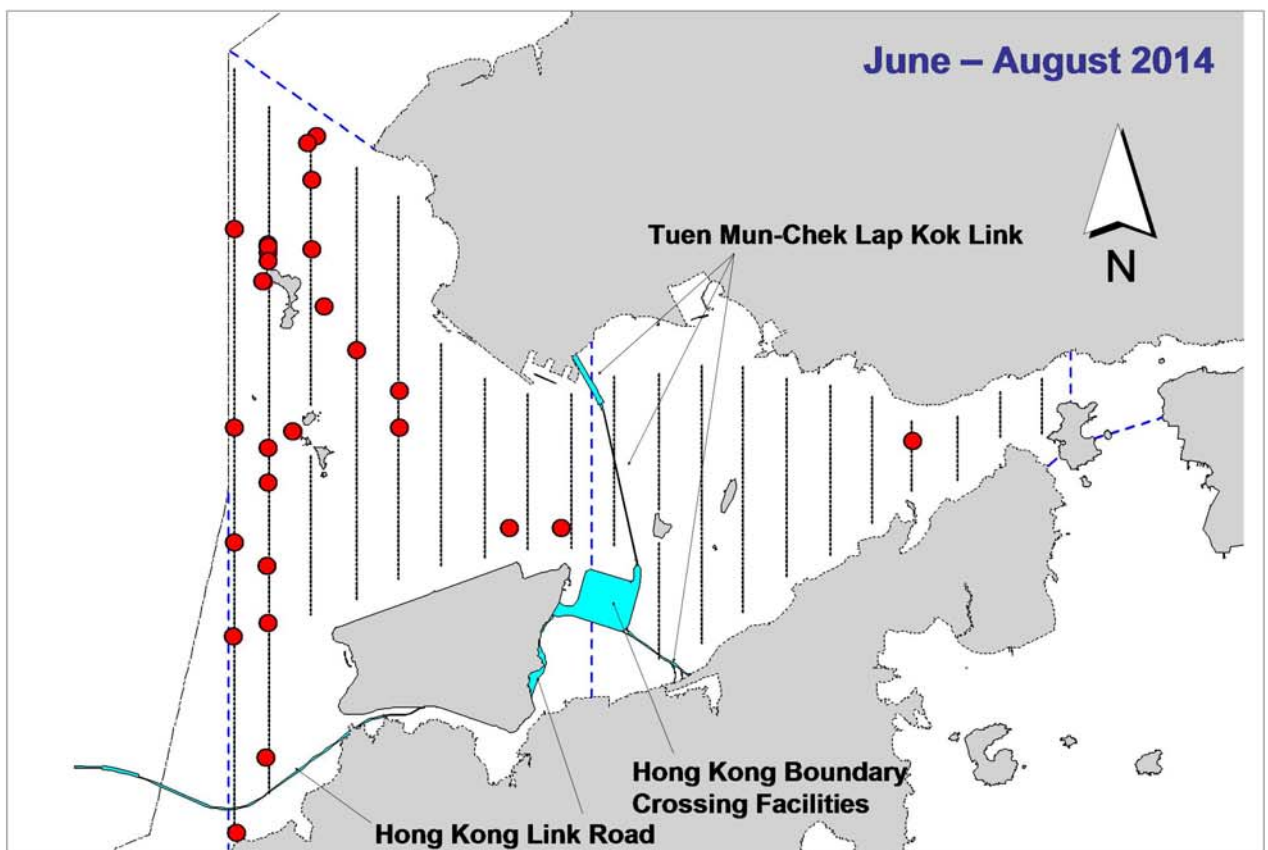 June – August 2014
Tuen Mun-Chek Lap Kok Link
N
Hong Kong Boundary
Crossing Facilities
Hong Kong Link Road